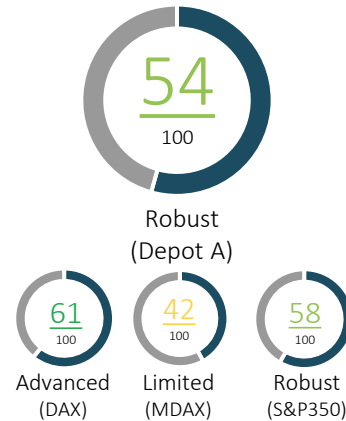 54
100
Robust
(Depot A)
61
100
Advanced
(DAX)
42
100
Limited
(MDAX)
58
100
Robust
(S&P350)